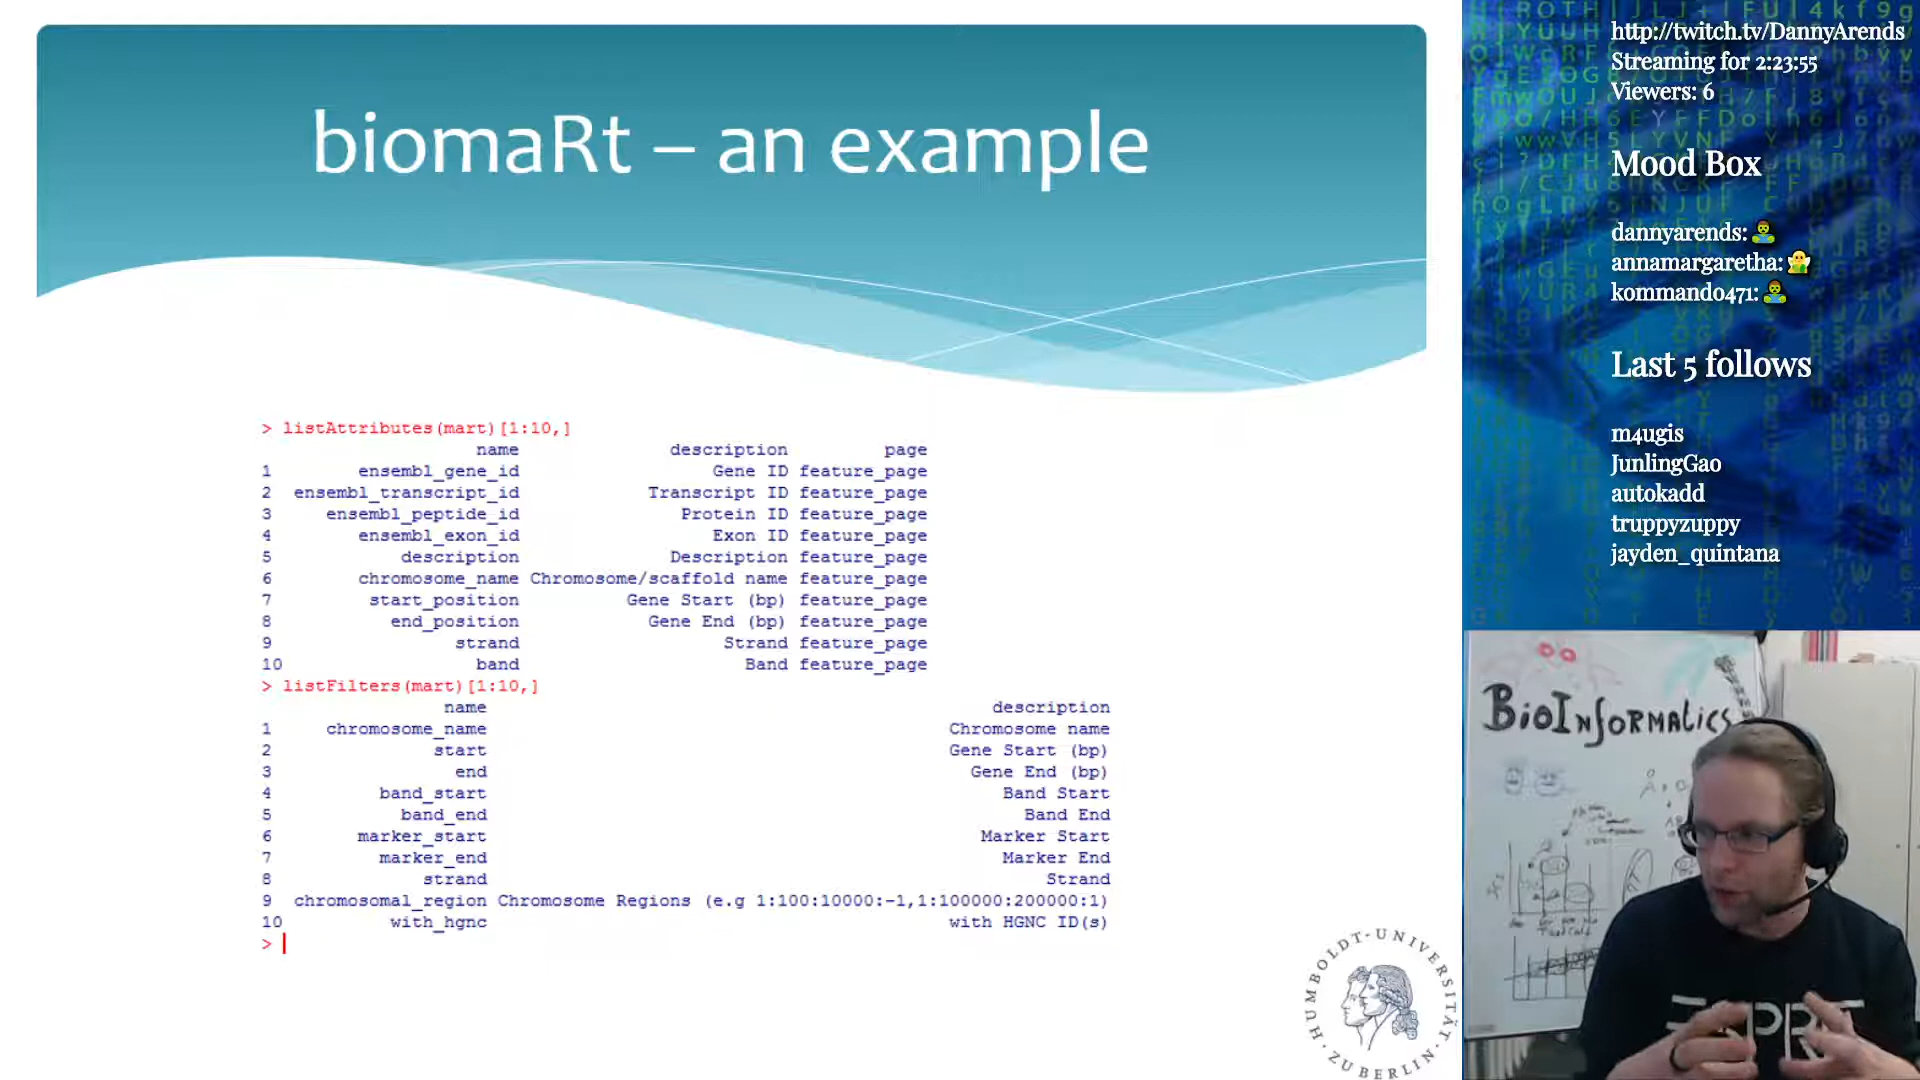 biomaRt – an example
> listAttributes(mart)[1:10,]
name description page
1 ensembl_gene_id Gene ID feature_page
2 ensembl_transcript_id Transcript ID feature_page
3 ensembl_peptide_id Protein ID feature_page
4 ensembl_exon_id Exon ID feature_page
5 description Description feature_page
6 chromosome_name Chromosome/scaffold name feature_page
7 start_position Gene Start (bp) feature_page
8 end_position Gene End (bp) feature_page
9 strand Strand feature_page
10 band Band feature_page
> listFilters(mart)[1:10,]
name description
1 chromosome_name Chromosome name
2 start Gene Start (bp)
3 end Gene End (bp)
4 band_start Band Start
5 band_end Band End
6 marker_start Marker Start
7 marker_end Marker End
8 strand Strand
9 chromosomal_region Chromosome Regions (e.g 1:100:10000:-1,1:100000:200000:1)
10 with_hgnc with HGNC ID(s)
>
HUMBOLDT-UNIVERSITÄT
· ZU BERLIN ·
http://twitch.tv/DannyArends
Streaming for 2:23:55
Viewers: 6
Mood Box
dannyarends:
annamargaretha:
kommando471:
Last 5 follows
m4ugis
JunlingGao
autokadd
truppyzuppy
jayden_quintana
BioInformatics